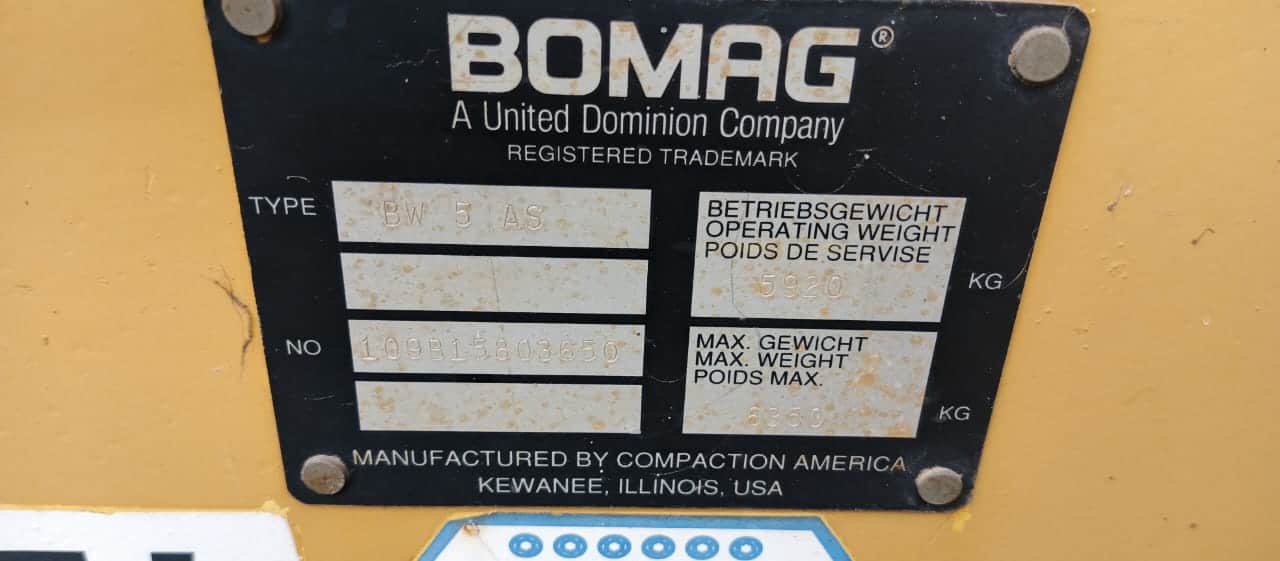 BOMAG®
A United Dominion Company
REGISTERED TRADEMARK
TYPE BW 5 AS
NO 109B15803650
BETRIEBSGEWICHT
OPERATING WEIGHT
POIDS DE SERVISE
5920 KG
MAX. GEWICHT
MAX. WEIGHT
POIDS MAX.
6350 KG
MANUFACTURED BY COMPACTION AMERICA
KEWANEE, ILLINOIS, USA